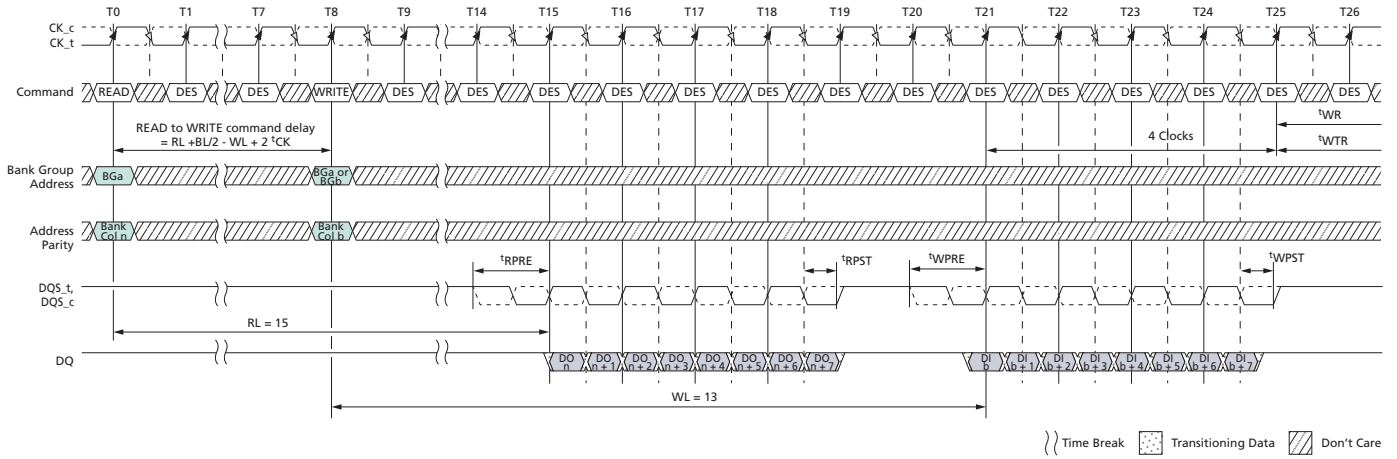 T0 T1 T7 T8 T9 T14 T15 T16 T17 T18 T19 T20 T21 T22 T23 T24 T25 T26
CK_c
CK_t
Command READ DES DES WRITE DES DES DES DES DES DES DES DES DES DES DES DES DES DES
READ to WRITE command delay
= RL +BL/2 - WL + 2 tCK
tWR
4 Clocks
tWTR
Bank Group
Address
BGa
BGa or
BGb
Address
Parity
Bank
Col n
Bank
Col b
tRPRE tRPST tWPRE tWPST
DQS_t,
DQS_c
RL = 15
DQ
DO DO DO DO DO DO DO DO DI DI DI DI DI DI DI DI
n n + 1 n + 2 n + 3 n + 4 n + 5 n + 6 n + 7 b b + 1 b + 2 b + 3 b + 4 b + 5 b + 6 b + 7
WL = 13
Time Break Transitioning Data Don't Care